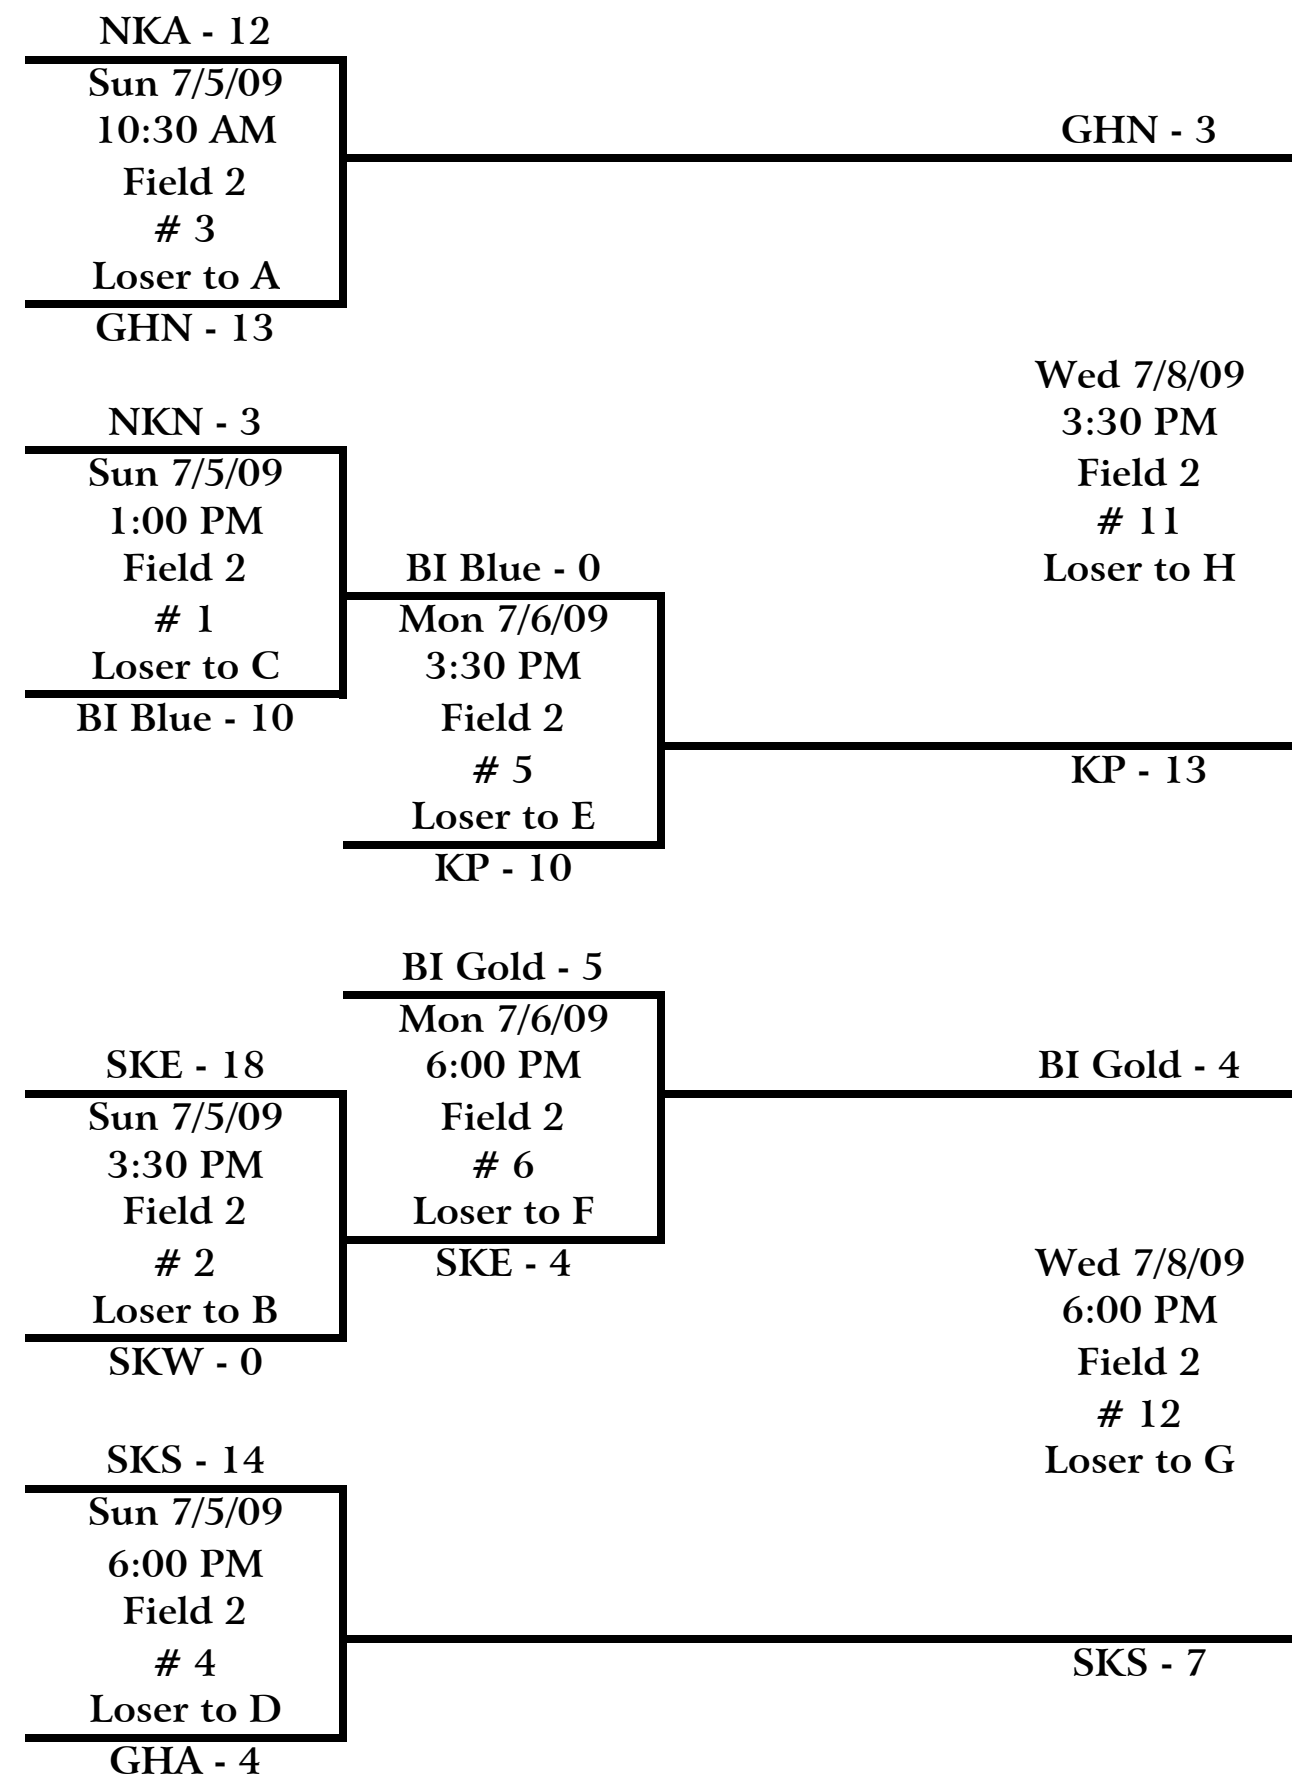 NKA - 12
Sun 7/5/09
10:30 AM
Field 2
# 3
Loser to A
GHN - 13
NKN - 3
Sun 7/5/09
1:00 PM
Field 2
# 1
Loser to C
BI Blue - 10
BI Blue - 0
Mon 7/6/09
3:30 PM
Field 2
# 5
Loser to E
KP - 10
GHN - 3
Wed 7/8/09
3:30 PM
Field 2
# 11
Loser to H
KP - 13
SKE - 18
Sun 7/5/09
3:30 PM
Field 2
# 2
Loser to B
SKW - 0
BI Gold - 5
Mon 7/6/09
6:00 PM
Field 2
# 6
Loser to F
SKE - 4
SKS - 14
Sun 7/5/09
6:00 PM
Field 2
# 4
Loser to D
GHA - 4
BI Gold - 4
Wed 7/8/09
6:00 PM
Field 2
# 12
Loser to G
SKS - 7